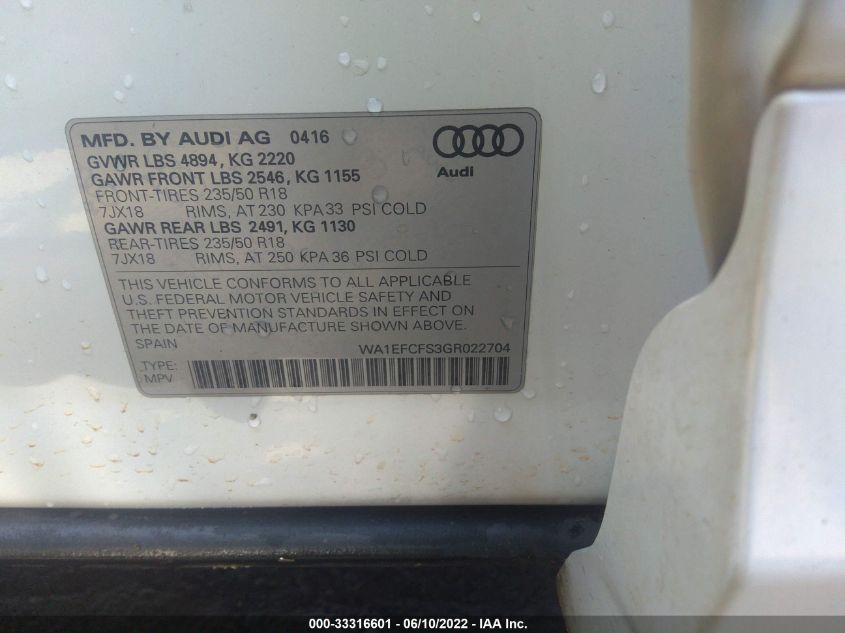 MFD. BY AUDI AG 0416
GVWR LBS 4894, KG 2220
GAWR FRONT LBS 2546, KG 1155
FRONT-TIRES 235/50 R18
7JX18 RIMS, AT 230 KPA 33 PSI COLD
GAWR REAR LBS 2491, KG 1130
REAR-TIRES 235/50 R18
7JX18 RIMS, AT 250 KPA 36 PSI COLD
Audi
THIS VEHICLE CONFORMS TO ALL APPLICABLE
U.S. FEDERAL MOTOR VEHICLE SAFETY AND
THEFT PREVENTION STANDARDS IN EFFECT ON
THE DATE OF MANUFACTURE SHOWN ABOVE.
SPAIN WA1EFCFS3GR022704
TYPE:
MPV
000-33316601 - 06/10/2022 - IAA Inc.